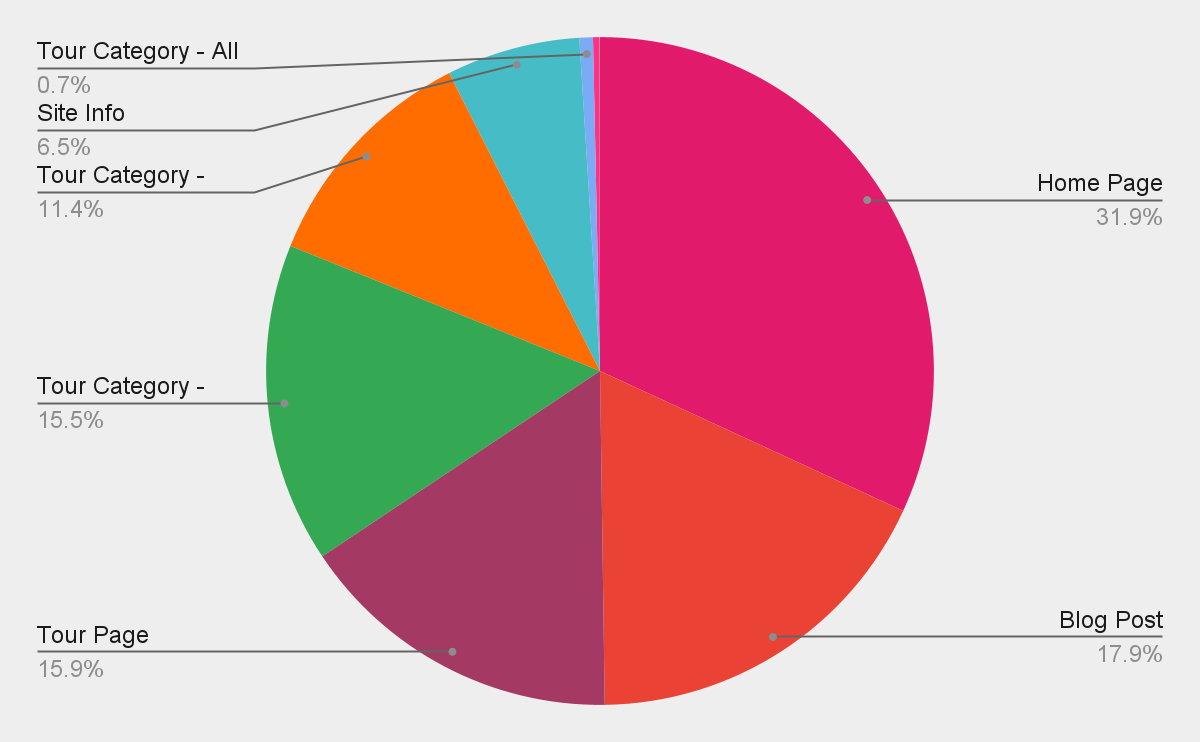 Tour Category - All
0.7%
Site Info
6.5%
Tour Category -
11.4%
Tour Category -
15.5%
Tour Page
15.9%
Home Page
31.9%
Blog Post
17.9%